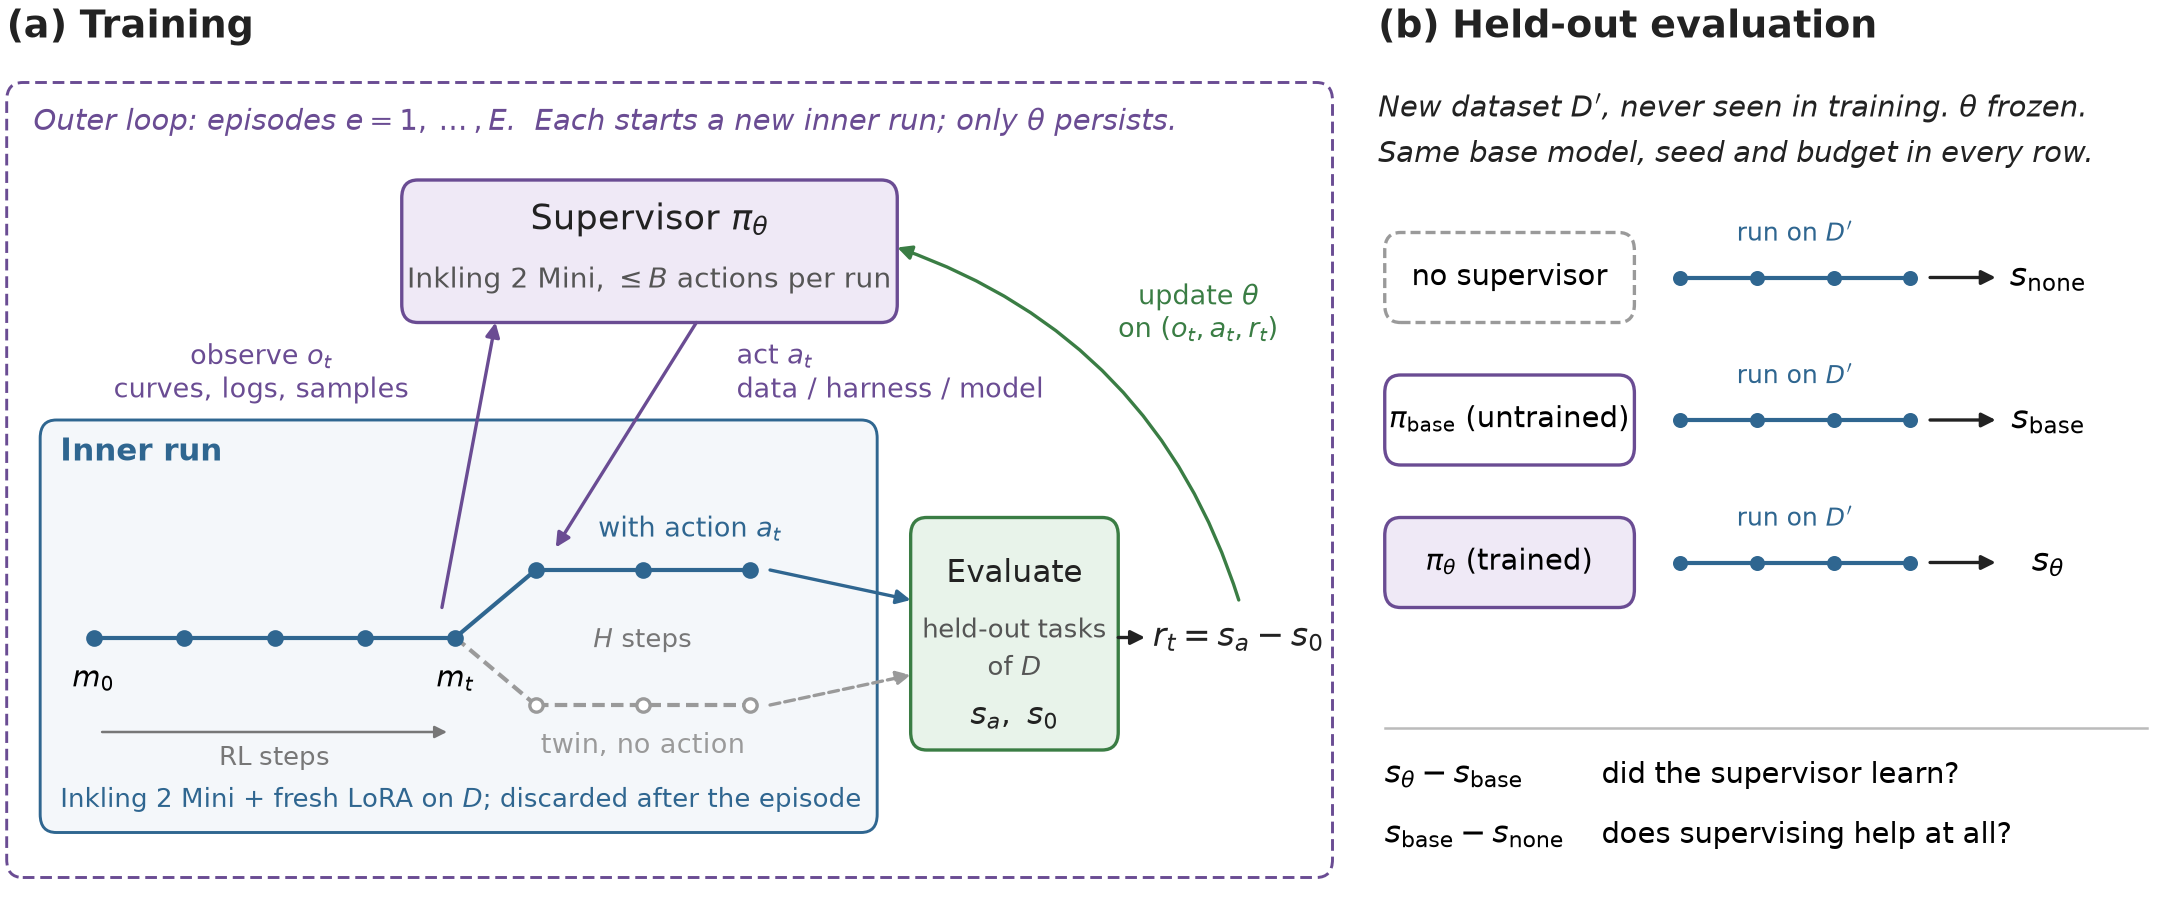 (a) Training
Outer loop: episodes e = 1, … , E.  Each starts a new inner run; only θ persists.
Supervisor π_θ
Inkling 2 Mini, ≤ B actions per run
update θ
on (o_t, a_t, r_t)
observe o_t
curves, logs, samples
act a_t
data / harness / model
Inner run
with action a_t
H steps
m_0
m_t
twin, no action
RL steps
Inkling 2 Mini + fresh LoRA on D; discarded after the episode
Evaluate
held-out tasks
of D
s_a, s_0
r_t = s_a − s_0
(b) Held-out evaluation
New dataset D′, never seen in training. θ frozen.
Same base model, seed and budget in every row.
no supervisor
run on D′
s_none
π_base (untrained)
run on D′
s_base
π_θ (trained)
run on D′
s_θ
s_θ − s_base did the supervisor learn?
s_base − s_none does supervising help at all?